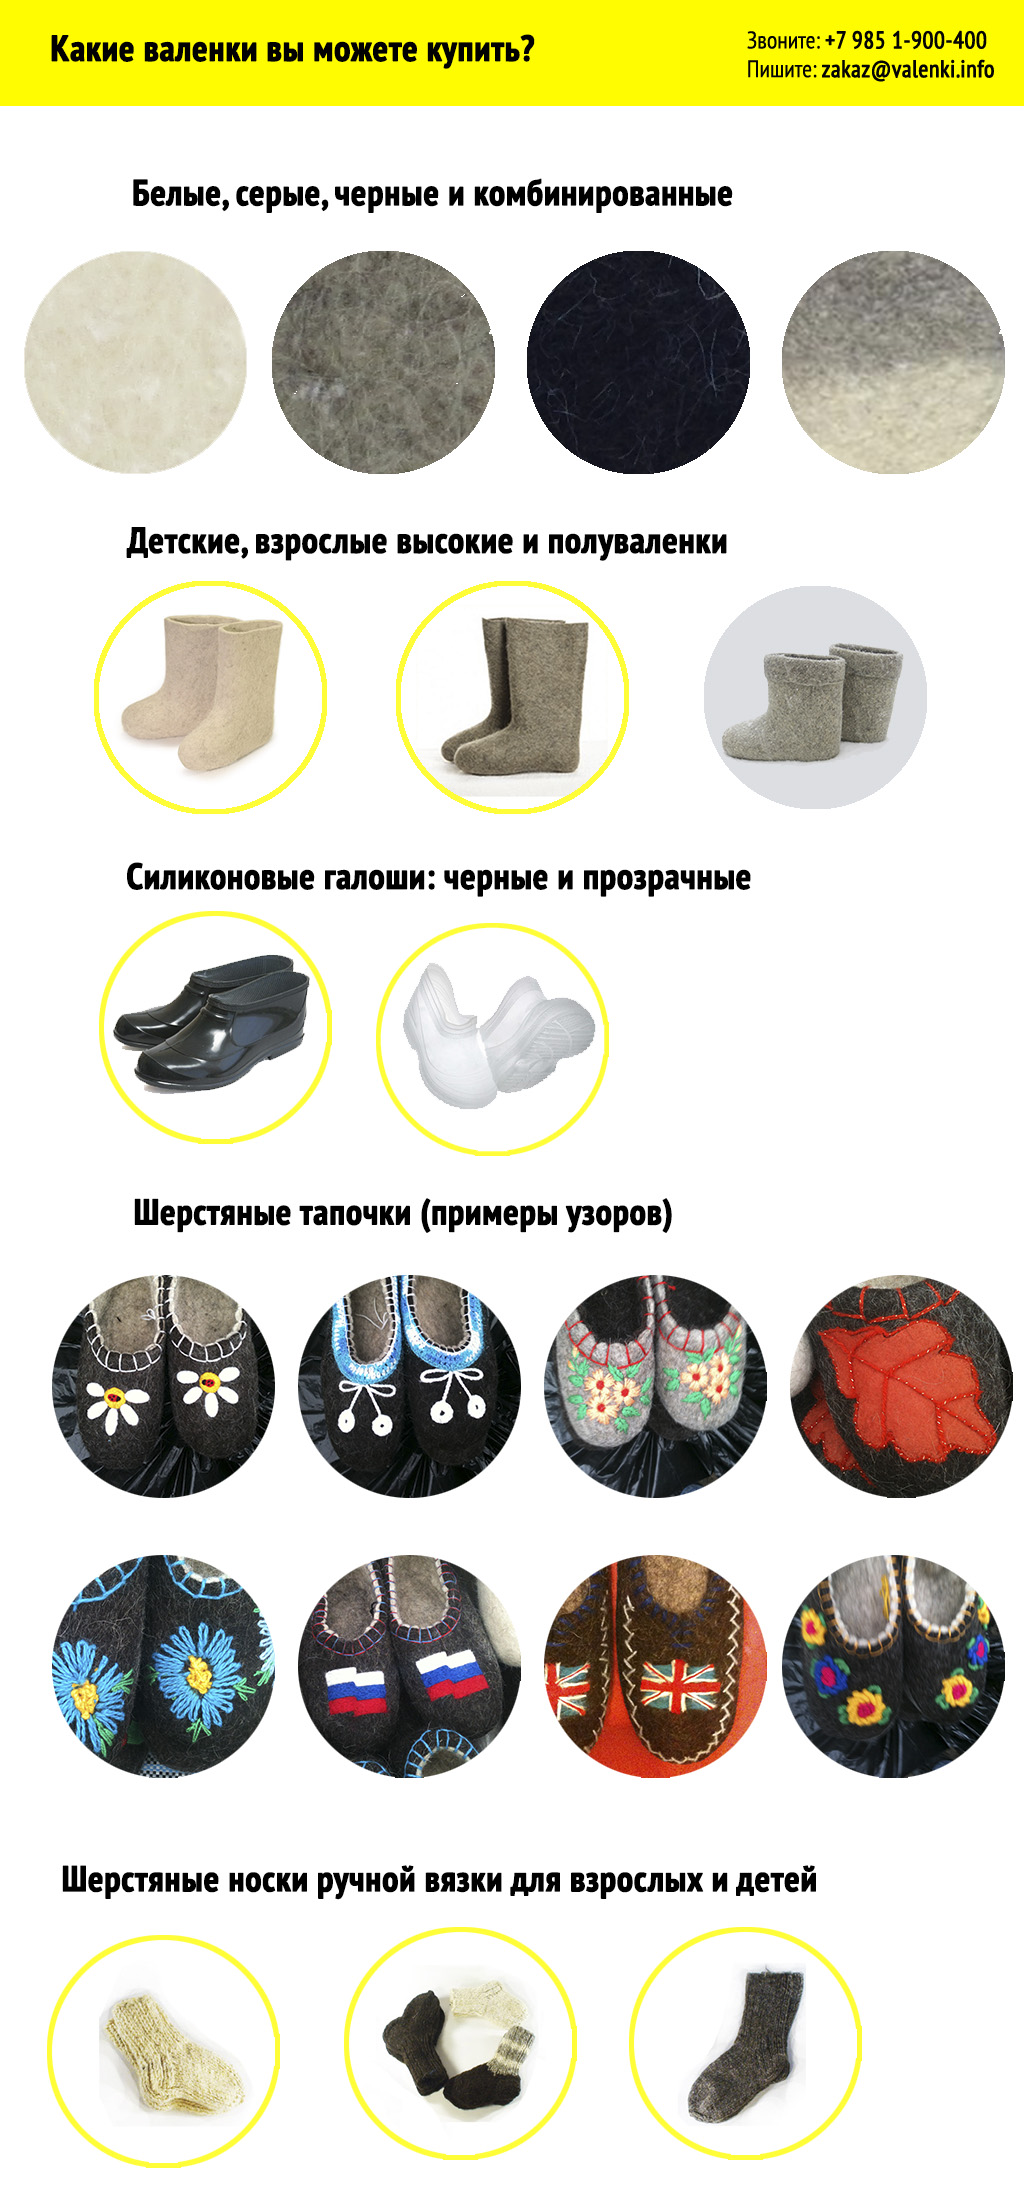 Какие валенки вы можете купить?
Звоните: +7 985 1-900-400
Пишите: zakaz@valenki.info
Белые, серые, черные и комбинированные
Детские, взрослые высокие и полуваленки
Силиконовые галоши: черные и прозрачные
Шерстяные тапочки (примеры узоров)
Шерстяные носки ручной вязки для взрослых и детей